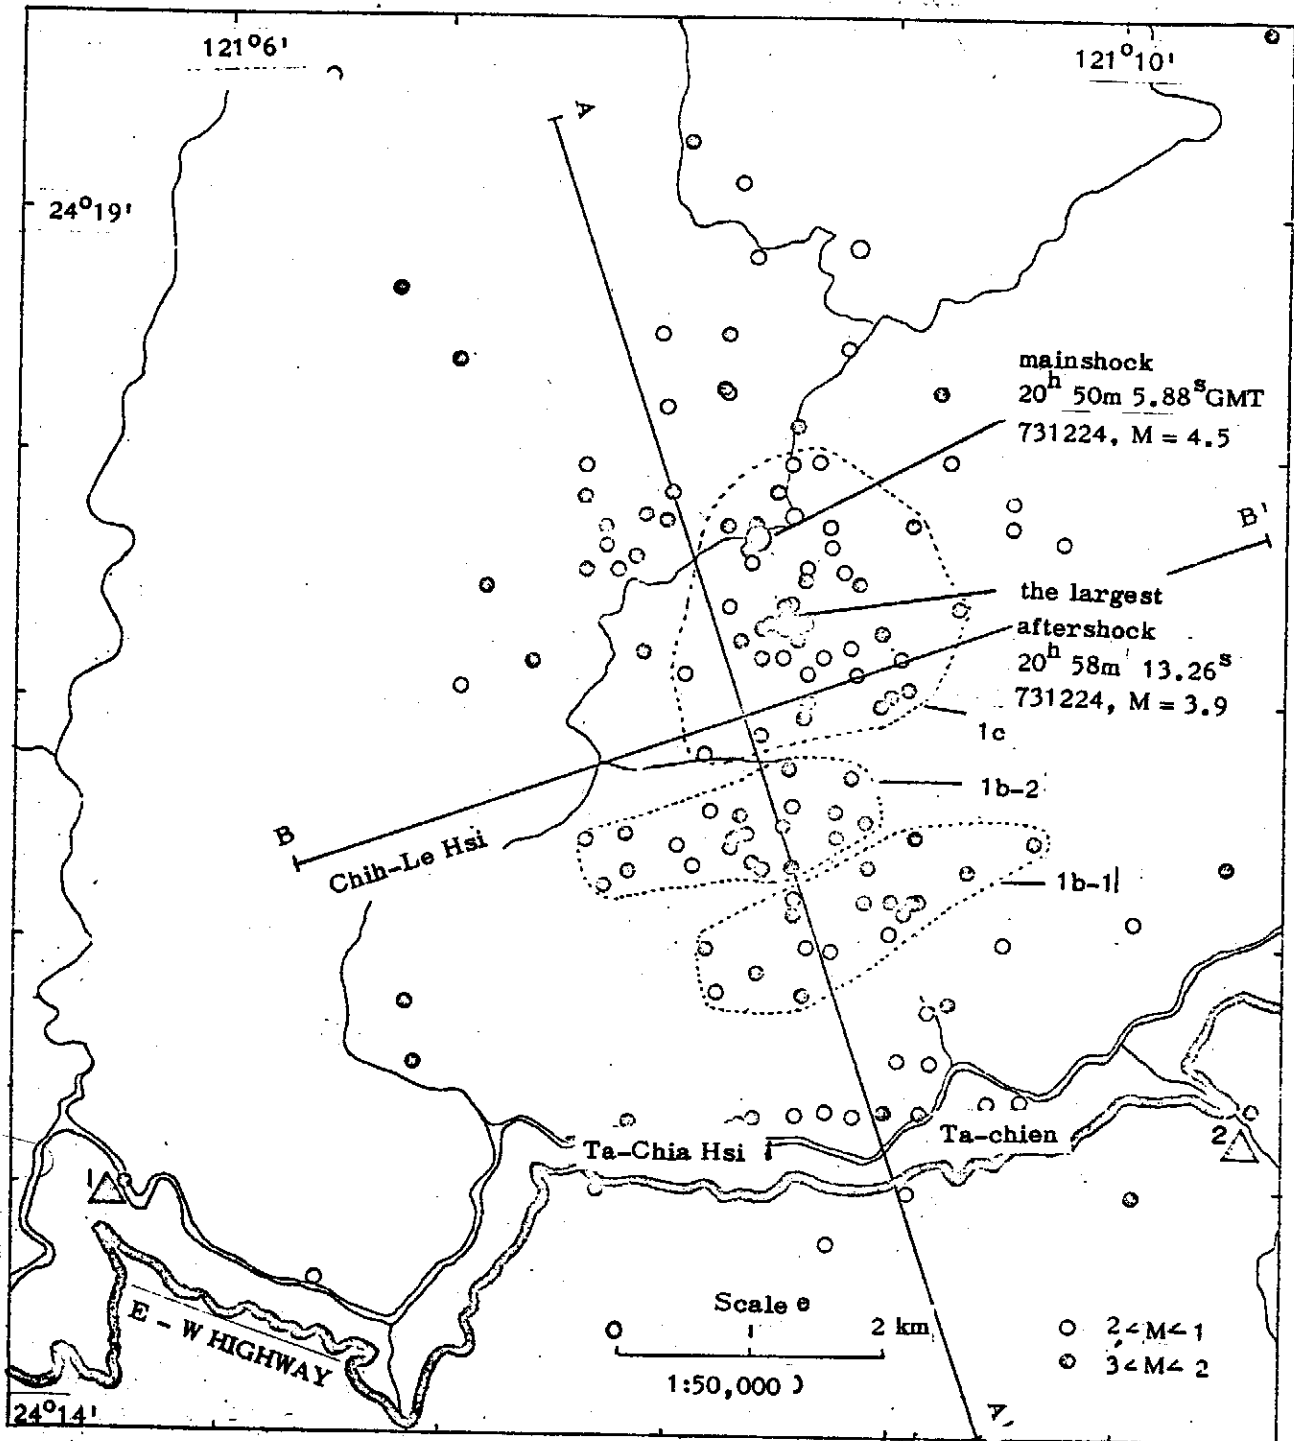 121°6'
121°10'
A
24°19'
mainshock
20h 50m 5.88s GMT
731224, M = 4.5
B'
the largest
aftershock
20h 58m 13.26s
731224, M = 3.9
1c
1b-2
B
Chih-Le Hsi
1b-1
Ta-Chia Hsi
Ta-chien
1
2
E - W HIGHWAY
Scale e
0 2 km
1:50,000 )
2<M<1
3<M<2
24°14'
A'